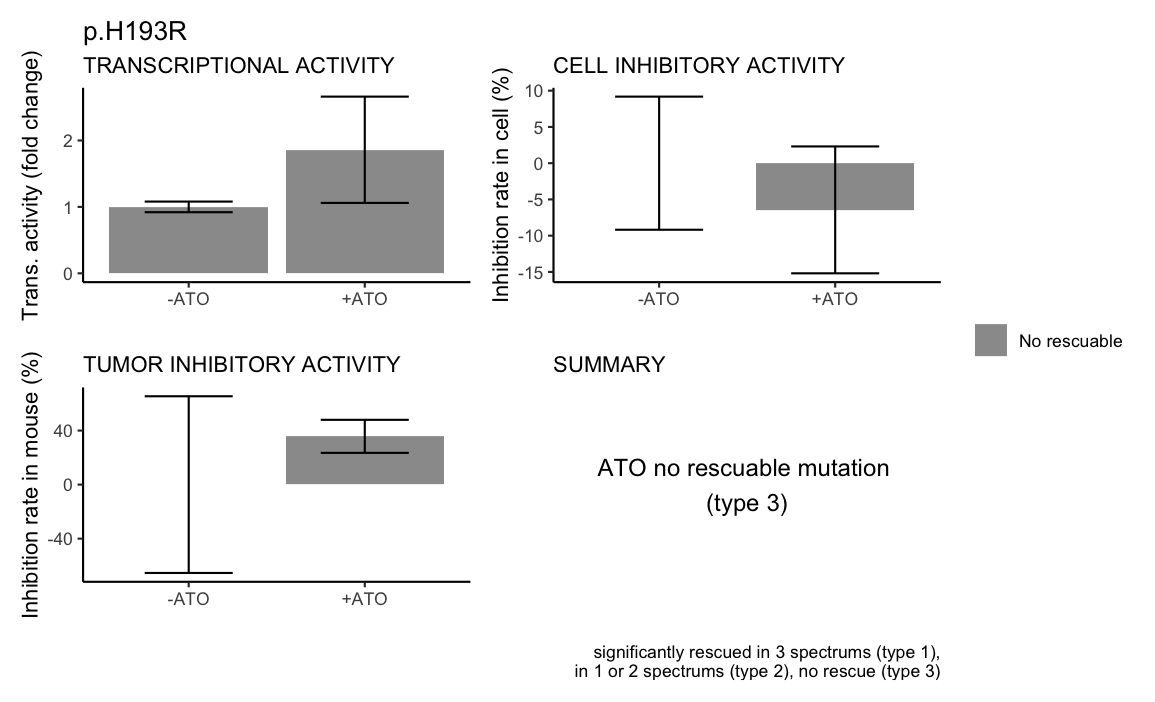 p.H193R
TRANSCRIPTIONAL ACTIVITY
Trans. activity (fold change)
2
1
0
-ATO
+ATO
CELL INHIBITORY ACTIVITY
Inhibition rate in cell (%)
10
5
0
-5
-10
-15
-ATO
+ATO
No rescuable
TUMOR INHIBITORY ACTIVITY
Inhibition rate in mouse (%)
40
0
-40
-ATO
+ATO
SUMMARY
ATO no rescuable mutation
(type 3)
significantly rescued in 3 spectrums (type 1),
in 1 or 2 spectrums (type 2), no rescue (type 3)